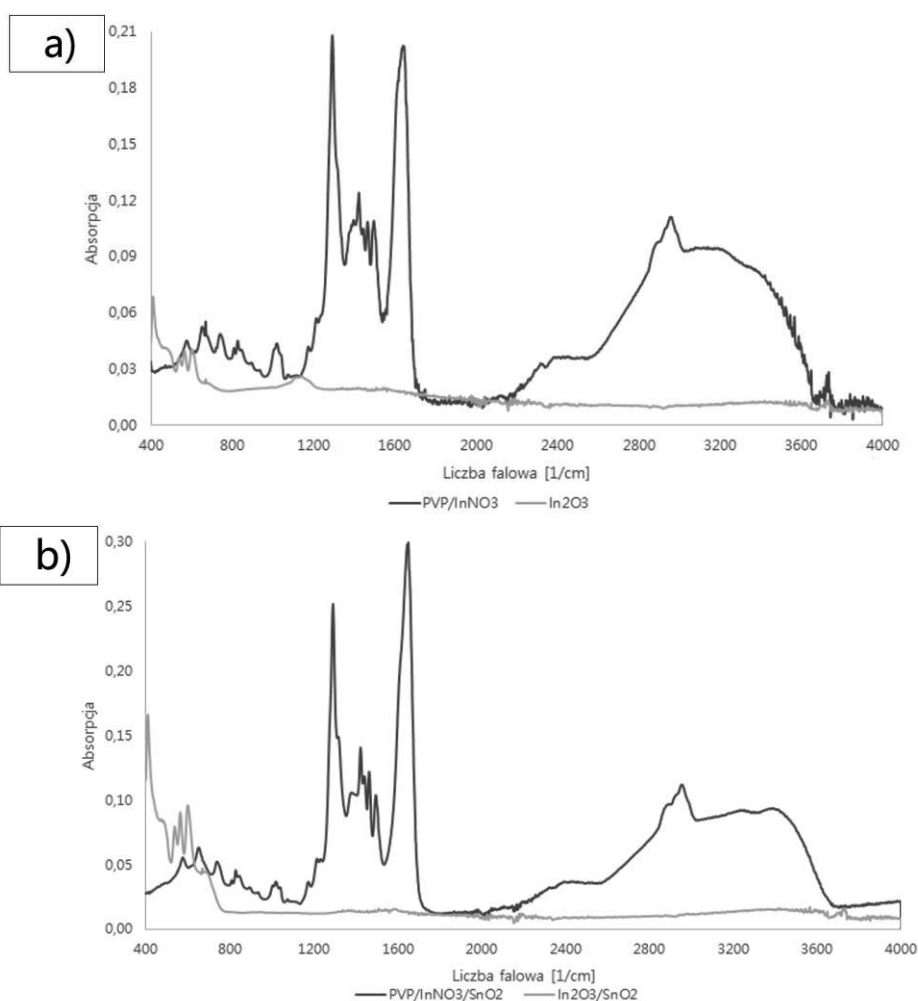 a)
0,21
0,18
0,15
0,12
0,09
0,06
0,03
0,00
Absorpcja
400 800 1200 1600 2000 2400 2800 3200 3600 4000
Liczba falowa [1/cm]
PVP/InNO3 In2O3
b)
0,30
0,25
0,20
0,15
0,10
0,05
0,00
Absorpcja
400 800 1200 1600 2000 2400 2800 3200 3600 4000
Liczba falowa [1/cm]
PVP/InNO3/SnO2 In2O3/SnO2